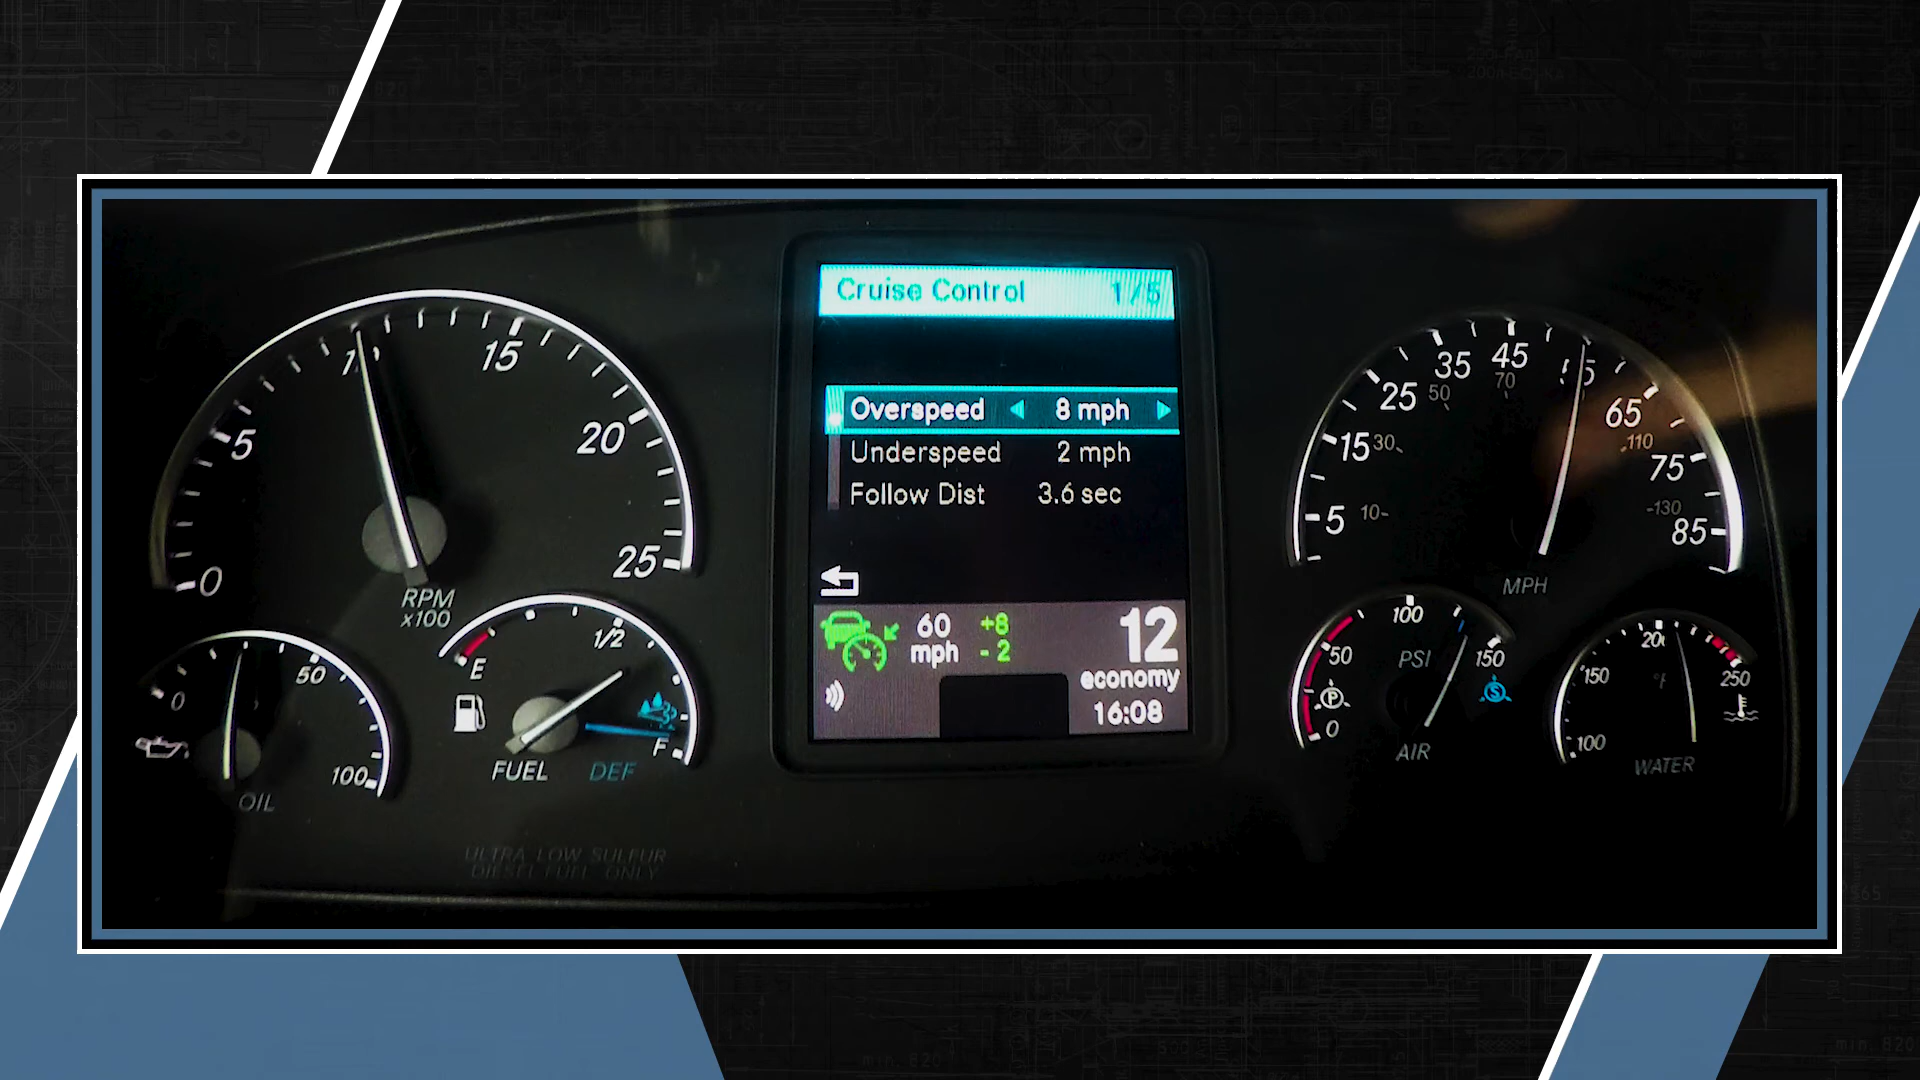 Cruise Control 1/5
Overspeed 8 mph
Underspeed 2 mph
Follow Dist 3.6 sec
60 mph
+8
-2
12
economy
16:08
0
5
15
20
25
RPM
x100
0
50
100
OIL
E
1/2
F
FUEL
DEF
ULTRA LOW SULFUR
DIESEL FUEL ONLY
5
15
25
35
45
65
75
85
10
30
50
70
110
130
MPH
0
50
100
150
PSI
P
S
AIR
100
150
250
°F
WATER